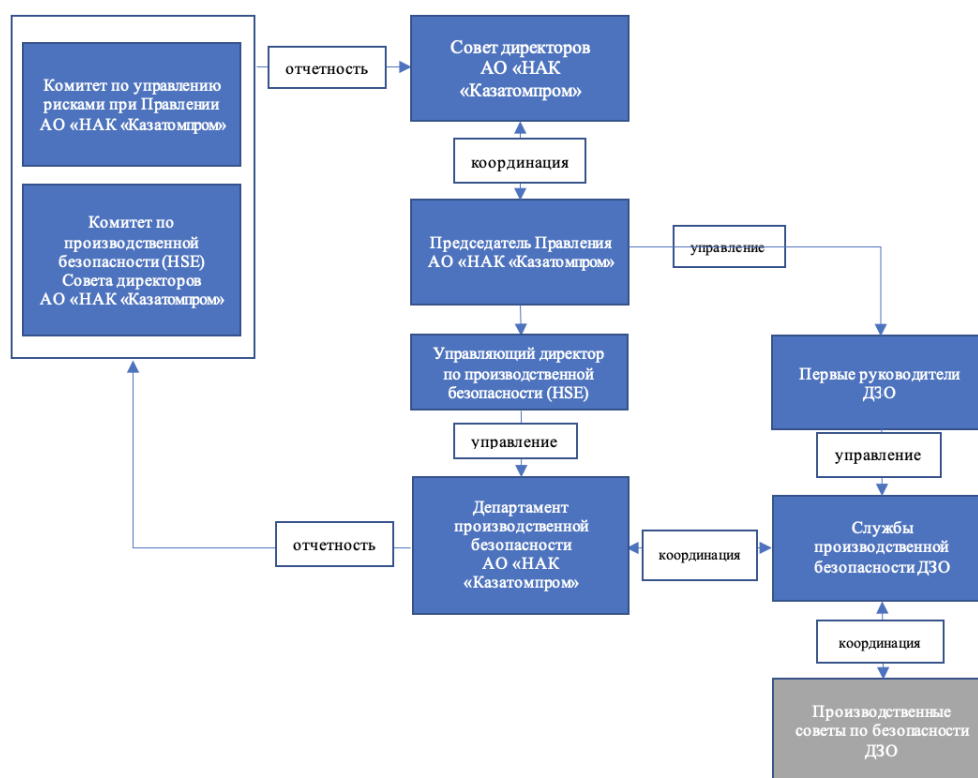 Комитет по управлению
рисками при Правлении
АО «НАК «Казатомпром»
Комитет по
производственной
безопасности (HSE)
Совета директоров
АО «НАК «Казатомпром»
отчетность
Совет директоров
АО «НАК
«Казатомпром»
координация
Председатель Правления
АО «НАК «Казатомпром»
управление
Управляющий директор
по производственной
безопасности (HSE)
Первые руководители
ДЗО
управление
управление
Департамент
производственной
безопасности
АО «НАК
«Казатомпром»
отчетность
координация
Службы
производственной
безопасности ДЗО
координация
Производственные
советы по безопасности
ДЗО